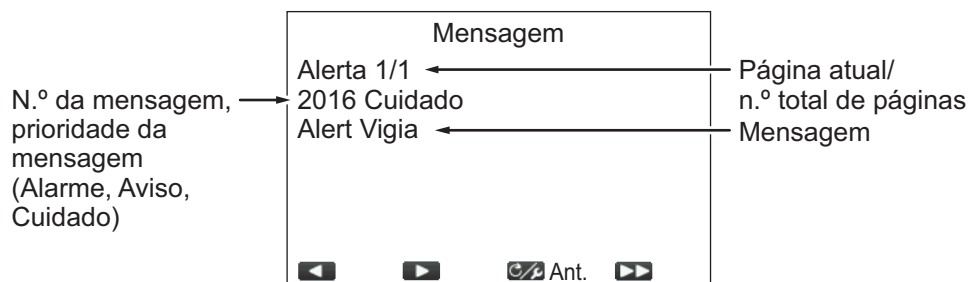 Mensagem
Alerta 1/1
2016 Cuidado
Alert Vigia
Ant.
N.º da mensagem,
prioridade da
mensagem
(Alarme, Aviso,
Cuidado)
Página atual/
n.º total de páginas
Mensagem